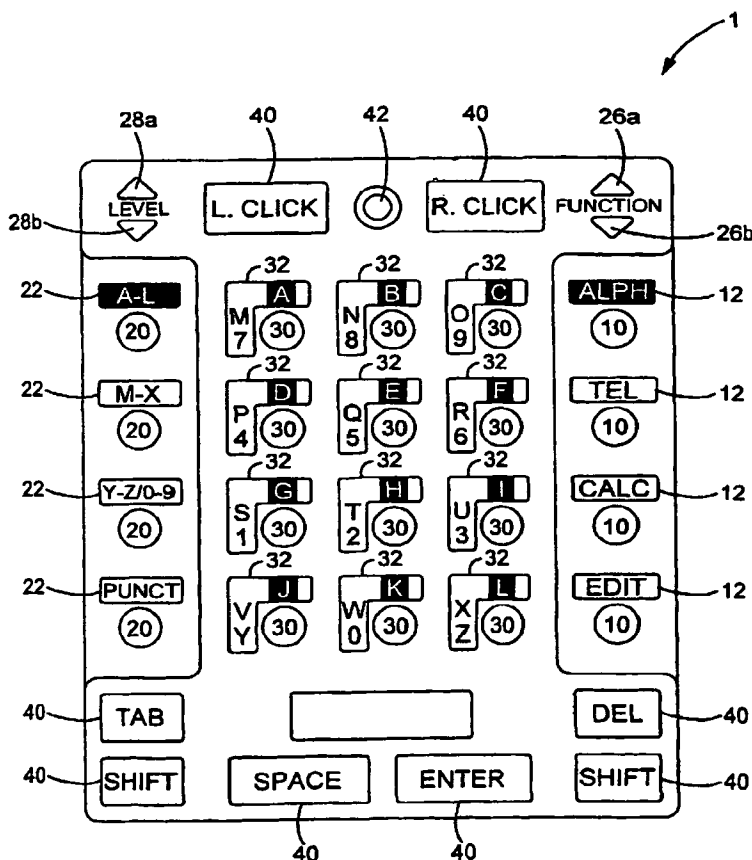 1
28a 40 42 40 26a
LEVEL L. CLICK R. CLICK FUNCTION
28b 26b
32 32 32
22 A-L A B C ALPH 12
M N O
20 7 30 8 30 9 30 10
32 32 32
22 M-X D E F TEL 12
P Q R
20 4 30 5 30 6 30 10
32 32 32
22 Y-Z/0-9 G H I CALC 12
S T U
20 1 30 2 30 3 30 10
32 32 32
22 PUNCT J K L EDIT 12
V W X
20 Y 30 0 30 Z 30 10
40 TAB DEL 40
40 SHIFT SPACE ENTER SHIFT 40
40 40